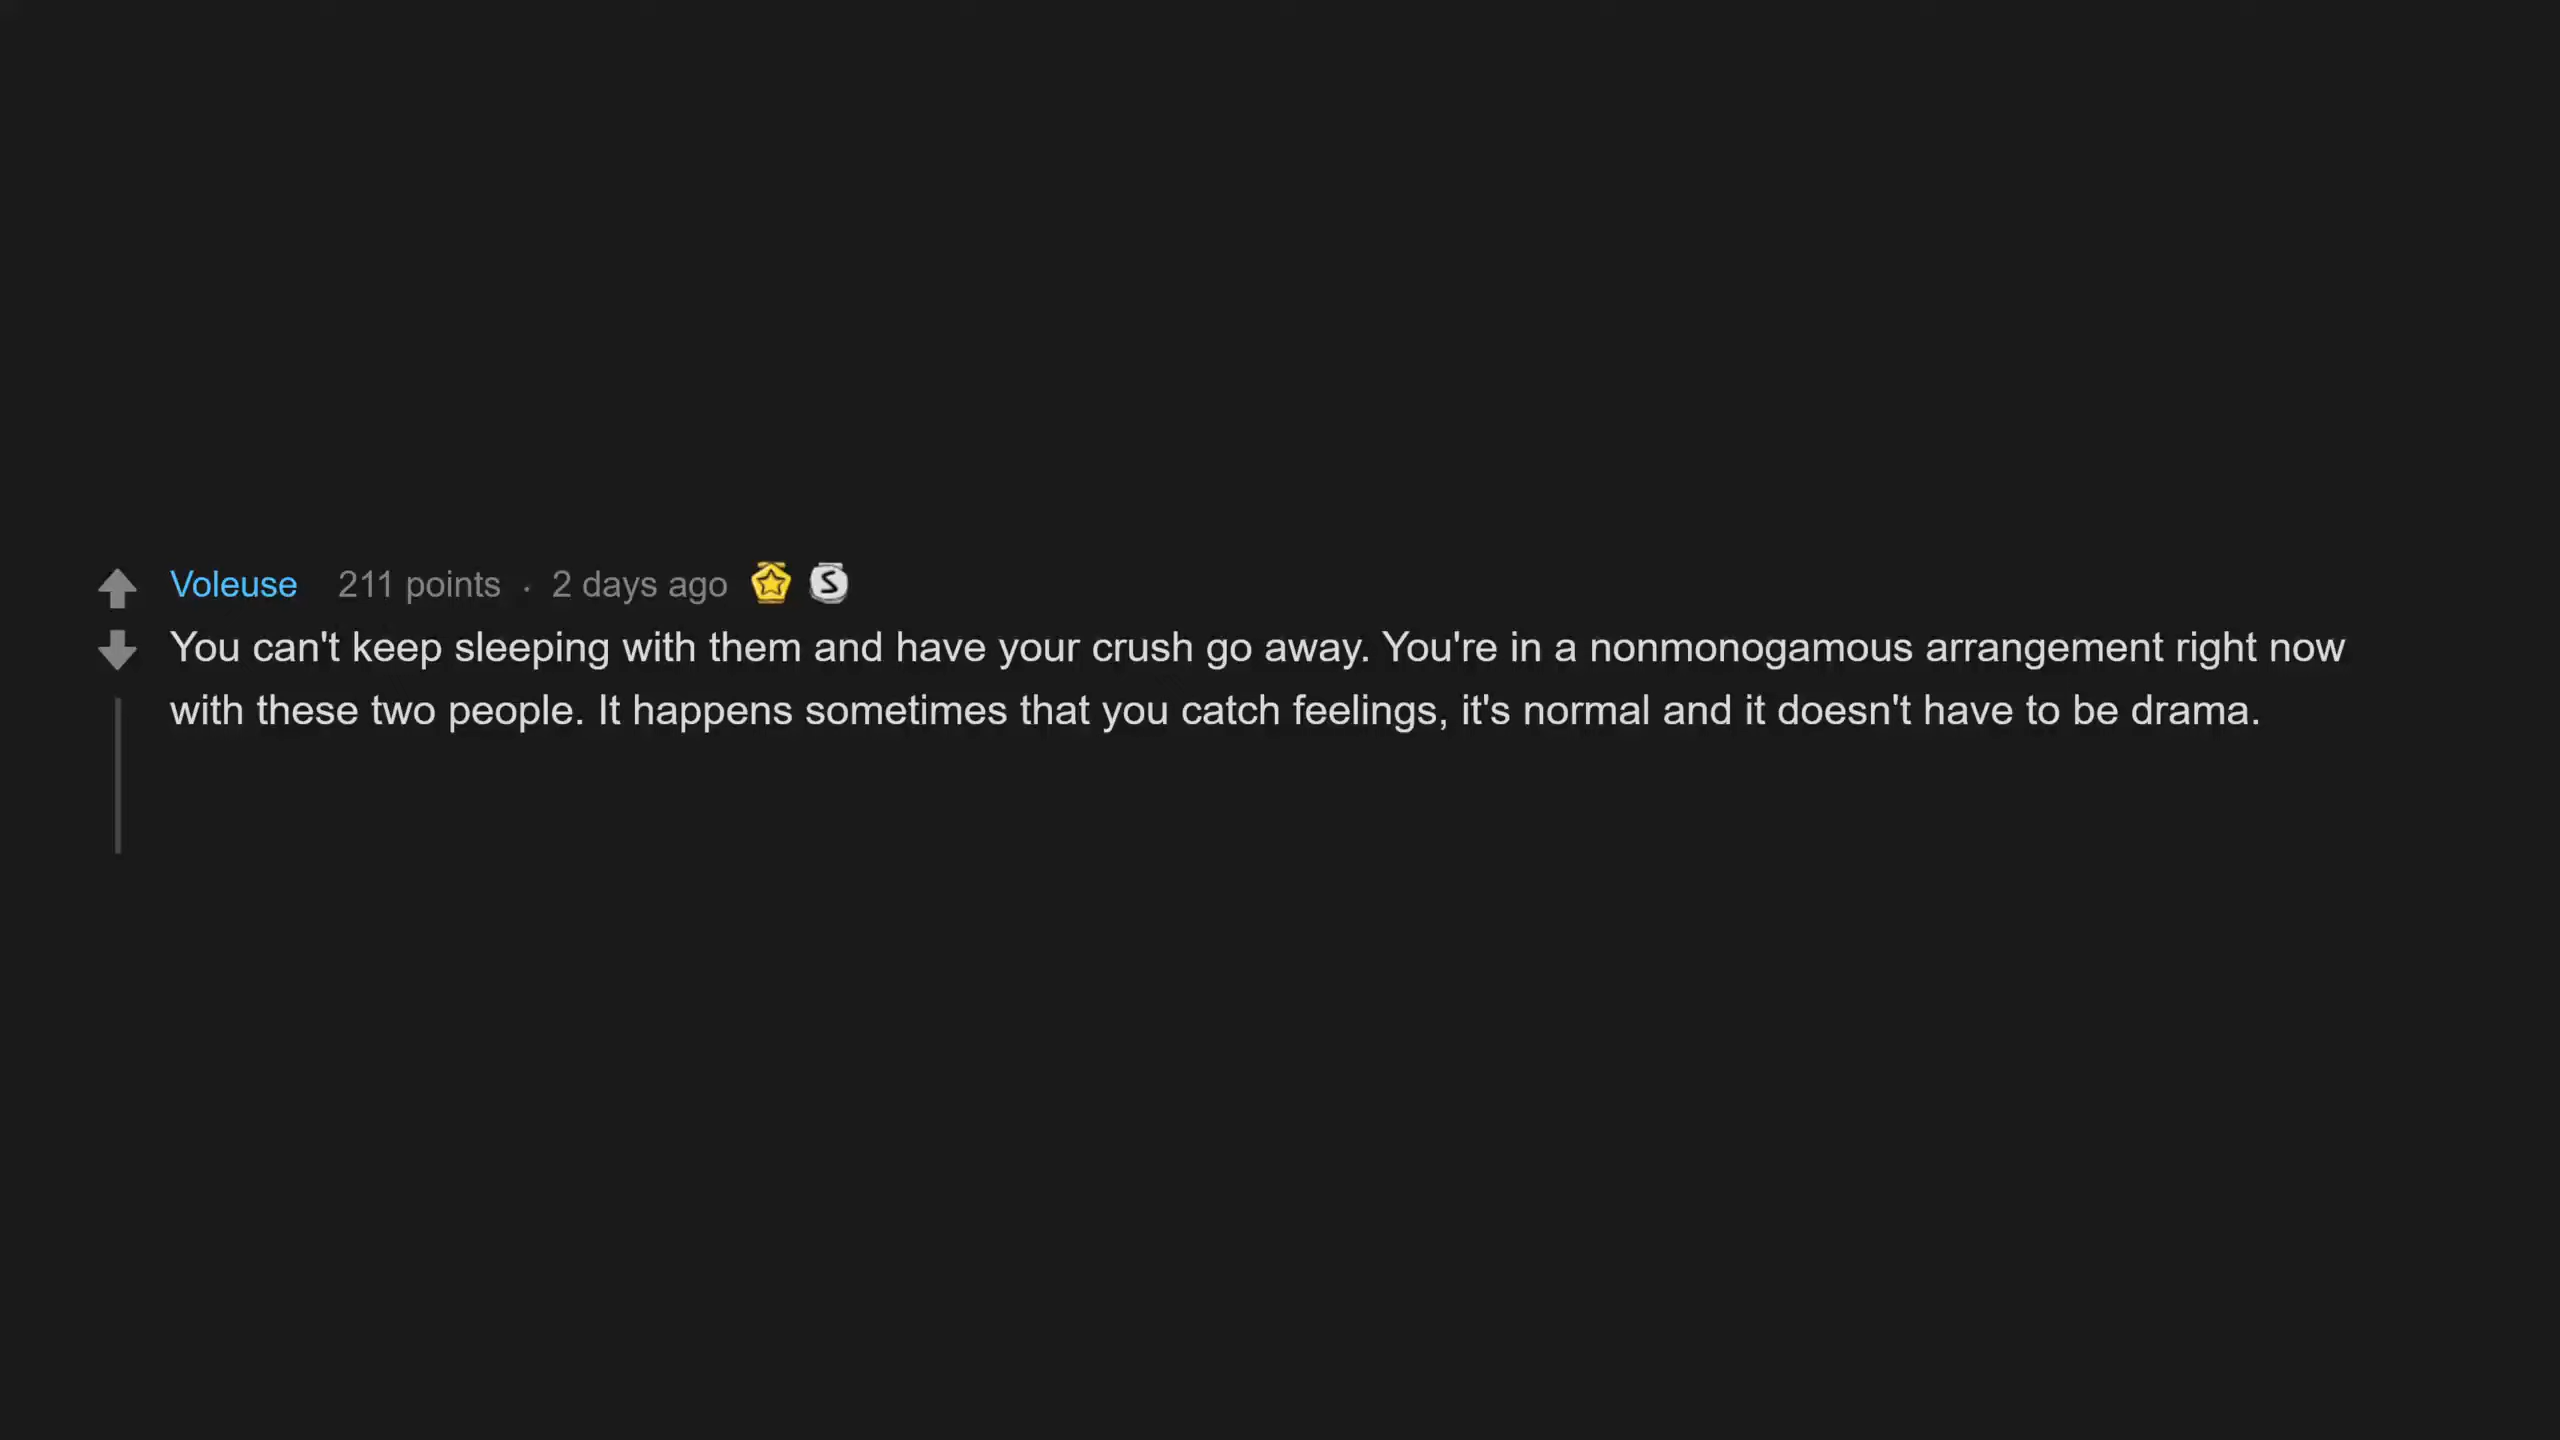 Voleuse 211 points · 2 days ago
You can't keep sleeping with them and have your crush go away. You're in a nonmonogamous arrangement right now
with these two people. It happens sometimes that you catch feelings, it's normal and it doesn't have to be drama.